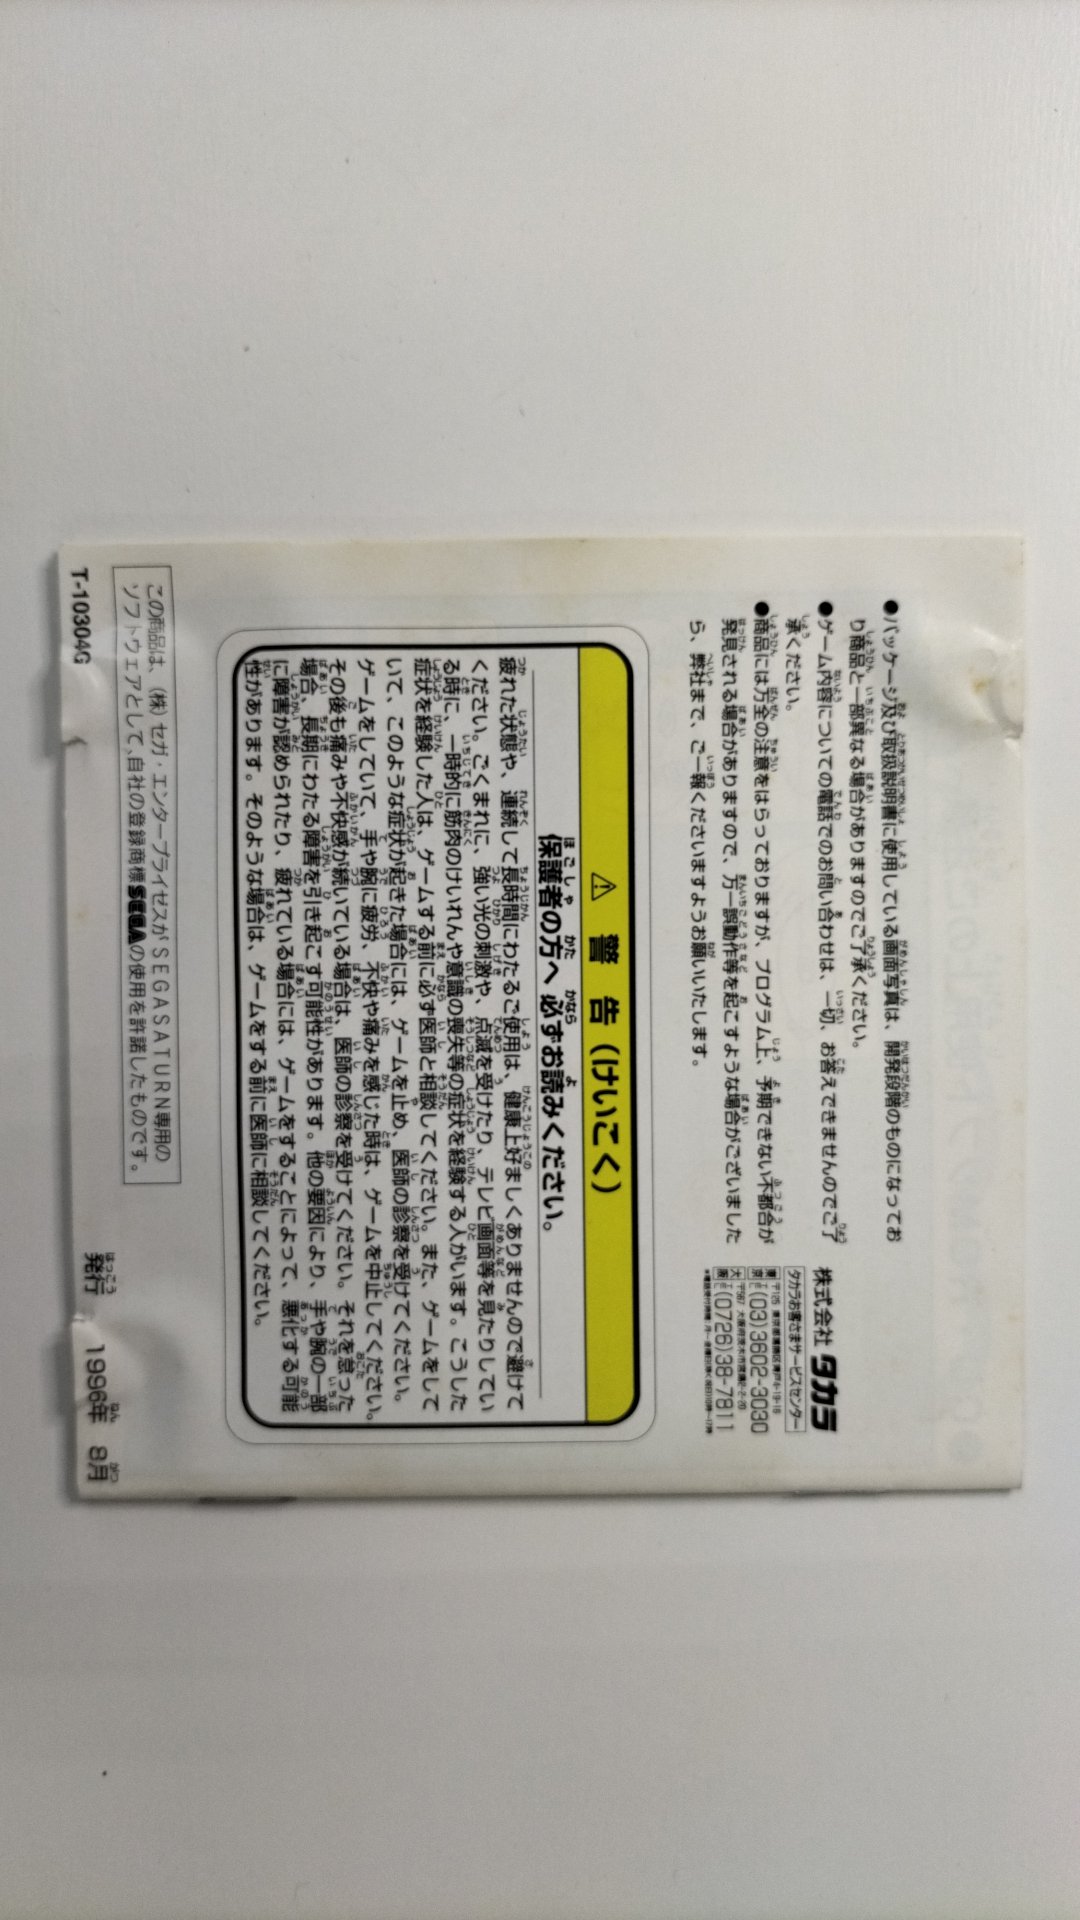 ●パッケージ及び取扱説明書に使用している画面写真は、開発段階のものになってお
り商品と一部異なる場合がありますのでご了承ください。
●ゲーム内容についての電話でのお問い合わせは、一切、お答えできませんのでご了
承ください。
●商品には万全の注意をはらっておりますが、プログラム上、予期できない不都合が
発見される場合がありますので、万一誤動作等を起こすような場合がございました
ら、弊社まで、ご一報くださいますようお願いいたします。
株式会社 タカラ
タカラお客さまサービスセンター
東京 〒125 東京都葛飾区青戸4-19-16
TEL(03)3602-3030
大阪 〒567 大阪府茨木市
TEL(0726)38-7811
⚠ 警 告（けいこく）
保護者の方へ 必ずお読みください。
疲れた状態や、連続して長時間にわたるご使用は、健康上好ましくありませんので避けて
ください。ごくまれに、強い光の刺激や、点滅を受けたり、テレビ画面等を見たりしてい
る時に、一時的に筋肉のけいれんや意識の喪失等の症状を経験する人がいます。こうした
症状を経験した人は、ゲームする前に必ず医師と相談してください。また、ゲームをして
いて、このような症状が起きた場合には、ゲームを止め、医師の診察を受けてください。
ゲームをしていて、手や腕に疲労、不快や痛みを感じた時は、ゲームを中止してください。
その後も痛みや不快感が続いている場合は、医師の診察を受けてください。それを怠った
場合、長期にわたる障害を引き起こす可能性があります。他の要因により、手や腕の一部
に障害が認められたり、疲れている場合には、ゲームをすることによって、悪化する可能
性があります。そのような場合は、ゲームをする前に医師に相談してください。
この商品は、（株）セガ・エンタープライゼスがＳＥＧＡＳＡＴＵＲＮ専用の
ソフトウェアとして、自社の登録商標SEGAの使用を許諾したものです。
T-10304G
発行 1996年 8月